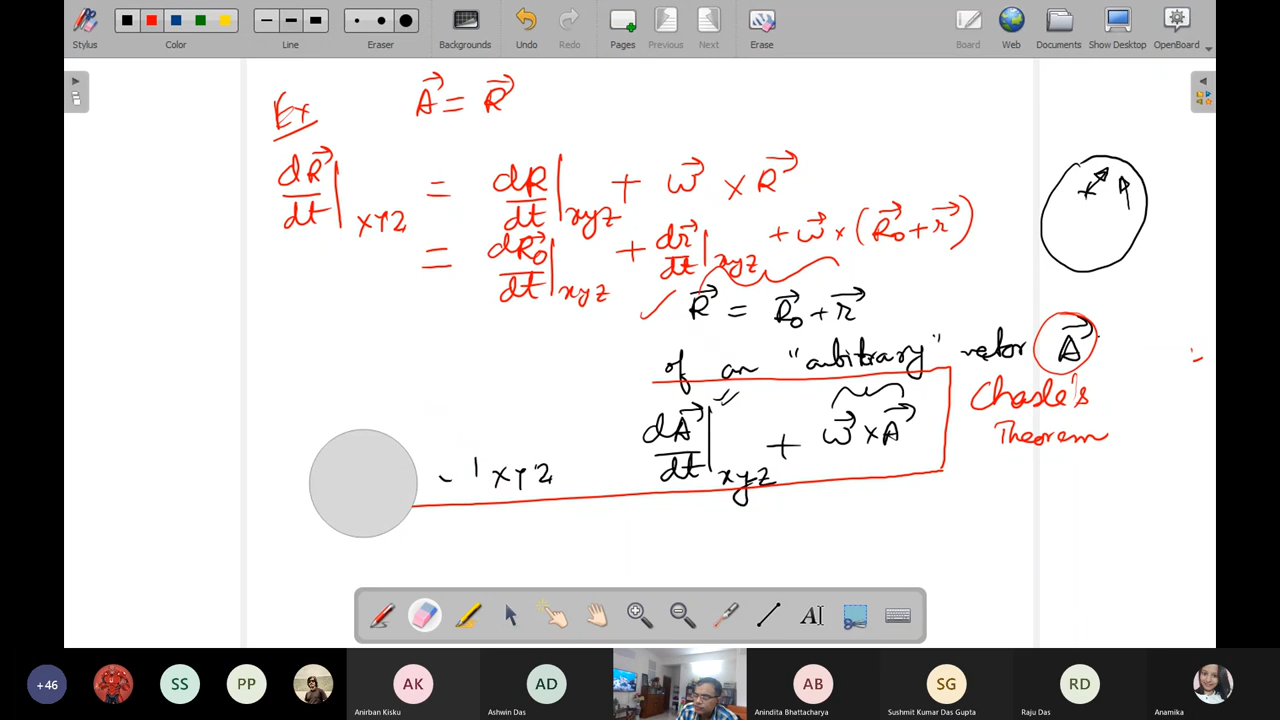 Stylus
Color
Line
Eraser
Backgrounds
Undo
Redo
Pages
Previous
Next
Erase
Board
Web
Documents
Show Desktop
OpenBoard
Ex A⃗ = R⃗
dR⃗/dt|XYZ = dR/dt|xyz + ω⃗ × R⃗
= dR⃗₀/dt|xyz + dr⃗/dt|xyz + ω⃗ × (R⃗₀ + r⃗)
R⃗ = R⃗₀ + r⃗
of an "arbitrary" vector A⃗
Chasle's
Theorem
dA⃗/dt|xyz + ω⃗ × A⃗
XYZ
A
+46
SS
PP
AK
Anirban Kisku
AD
Ashwin Das
AB
Anindita Bhattacharya
SG
Sushmit Kumar Das Gupta
RD
Raju Das
Anamika